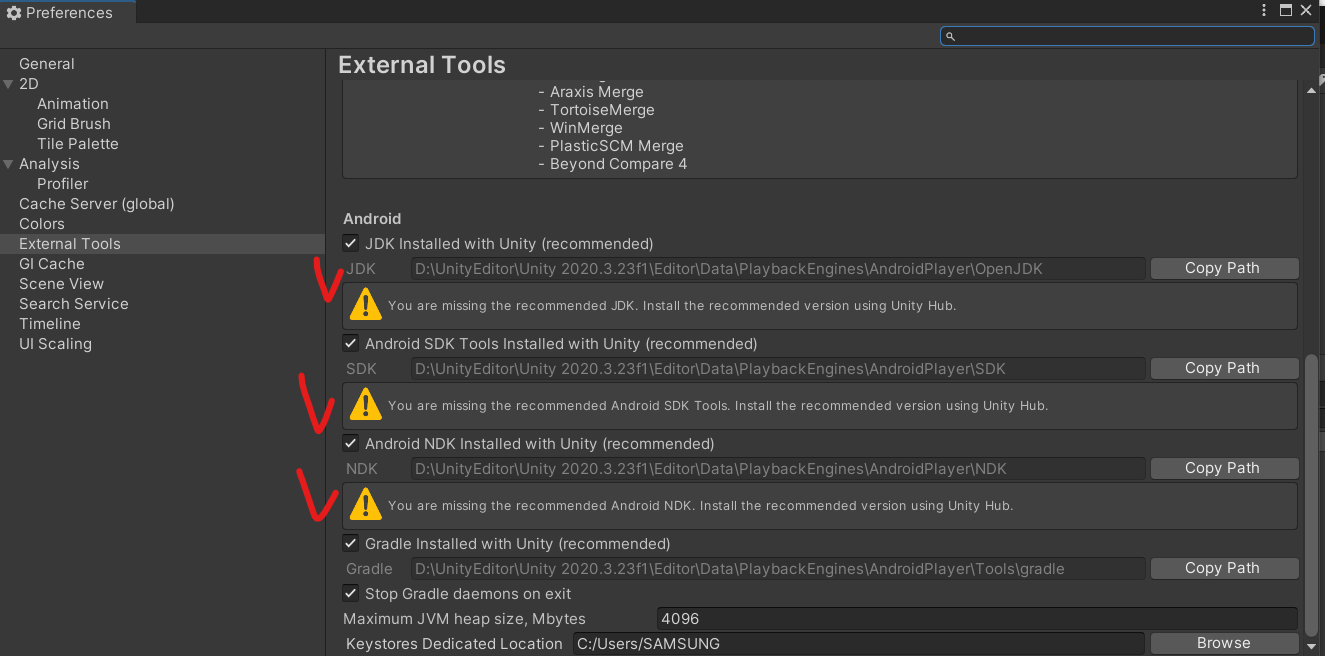 Preferences
General
2D
Animation
Grid Brush
Tile Palette
Analysis
Profiler
Cache Server (global)
Colors
External Tools
GI Cache
Scene View
Search Service
Timeline
UI Scaling
External Tools
- Araxis Merge
- TortoiseMerge
- WinMerge
- PlasticSCM Merge
- Beyond Compare 4
Android
JDK Installed with Unity (recommended)
JDK D:\UnityEditor\Unity 2020.3.23f1\Editor\Data\PlaybackEngines\AndroidPlayer\OpenJDK Copy Path
You are missing the recommended JDK. Install the recommended version using Unity Hub.
Android SDK Tools Installed with Unity (recommended)
SDK D:\UnityEditor\Unity 2020.3.23f1\Editor\Data\PlaybackEngines\AndroidPlayer\SDK Copy Path
You are missing the recommended Android SDK Tools. Install the recommended version using Unity Hub.
Android NDK Installed with Unity (recommended)
NDK D:\UnityEditor\Unity 2020.3.23f1\Editor\Data\PlaybackEngines\AndroidPlayer\NDK Copy Path
You are missing the recommended Android NDK. Install the recommended version using Unity Hub.
Gradle Installed with Unity (recommended)
Gradle D:\UnityEditor\Unity 2020.3.23f1\Editor\Data\PlaybackEngines\AndroidPlayer\Tools\gradle Copy Path
Stop Gradle daemons on exit
Maximum JVM heap size, Mbytes 4096
Keystores Dedicated Location C:/Users/SAMSUNG Browse